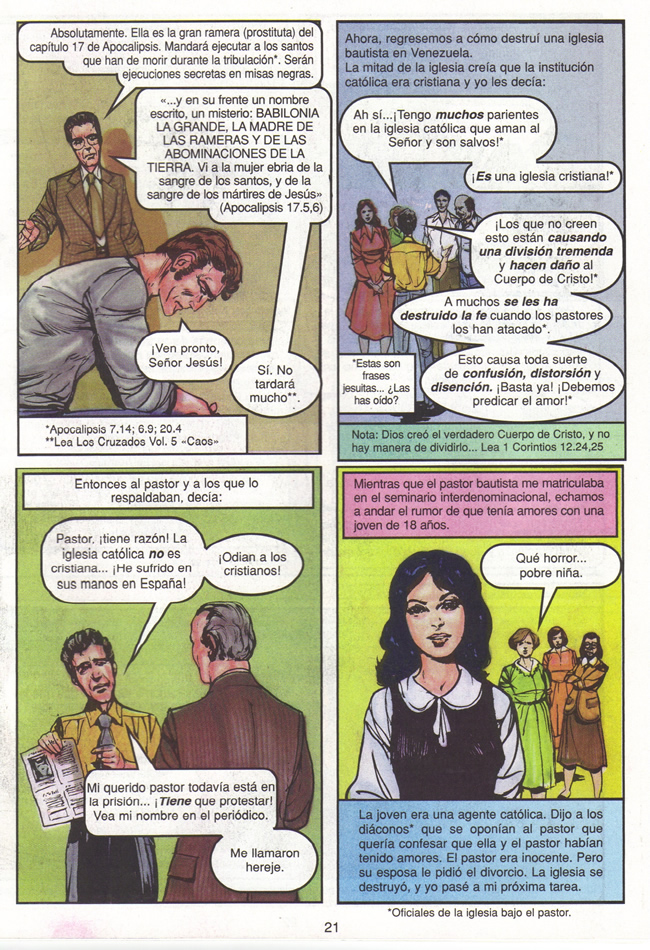 Absolutamente. Ella es la gran ramera (prostituta) del
capítulo 17 de Apocalipsis. Mandará ejecutar a los santos
que han de morir durante la tribulación*. Serán
ejecuciones secretas en misas negras.
«...y en su frente un nombre
escrito, un misterio: BABILONIA
LA GRANDE, LA MADRE DE
LAS RAMERAS Y DE LAS
ABOMINACIONES DE LA
TIERRA. Vi a la mujer ebria de la
sangre de los santos, y de la
sangre de los mártires de Jesús»
(Apocalipsis 17.5,6)
¡Ven pronto,
Señor Jesús!
Sí. No
tardará
mucho**.
*Apocalipsis 7.14; 6.9; 20.4
**Lea Los Cruzados Vol. 5 «Caos»
Ahora, regresemos a cómo destruí una iglesia
bautista en Venezuela.
La mitad de la iglesia creía que la institución
católica era cristiana y yo les decía:
Ah sí...¡Tengo muchos parientes
en la iglesia católica que aman al
Señor y son salvos!*
¡Es una iglesia cristiana!*
¡Los que no creen
esto están causando
una división tremenda
y hacen daño al
Cuerpo de Cristo!*
A muchos se les ha
destruido la fe cuando los pastores
los han atacado*.
Esto causa toda suerte
de confusión, distorsión y
disención. ¡Basta ya! ¡Debemos
predicar el amor!*
*Estas son
frases
jesuitas... ¿Las
has oído?
Nota: Dios creó el verdadero Cuerpo de Cristo, y no
hay manera de dividirlo... Lea 1 Corintios 12.24,25
Entonces al pastor y a los que lo
respaldaban, decía:
Pastor, ¡tiene razón! La
iglesia católica no es
cristiana... ¡He sufrido en
sus manos en España!
¡Odian a los
cristianos!
Mi querido pastor todavía está en
la prisión... ¡Tiene que protestar!
Vea mi nombre en el periódico.
Me llamaron
hereje.
Mientras que el pastor bautista me matriculaba
en el seminario interdenominacional, echamos
a andar el rumor de que tenía amores con una
joven de 18 años.
Qué horror...
pobre niña.
La joven era una agente católica. Dijo a los
diáconos* que se oponían al pastor que
quería confesar que ella y el pastor habían
tenido amores. El pastor era inocente. Pero
su esposa le pidió el divorcio. La iglesia se
destruyó, y yo pasé a mi próxima tarea.
*Oficiales de la iglesia bajo el pastor.
21